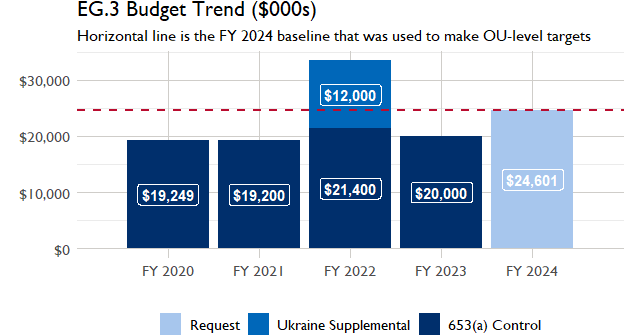 EG.3 Budget Trend ($000s)
Horizontal line is the FY 2024 baseline that was used to make OU-level targets
$30,000
$20,000
$10,000
$0
$19,249
$19,200
$12,000
$21,400
$20,000
$24,601
FY 2020 FY 2021 FY 2022 FY 2023 FY 2024
Request Ukraine Supplemental 653(a) Control